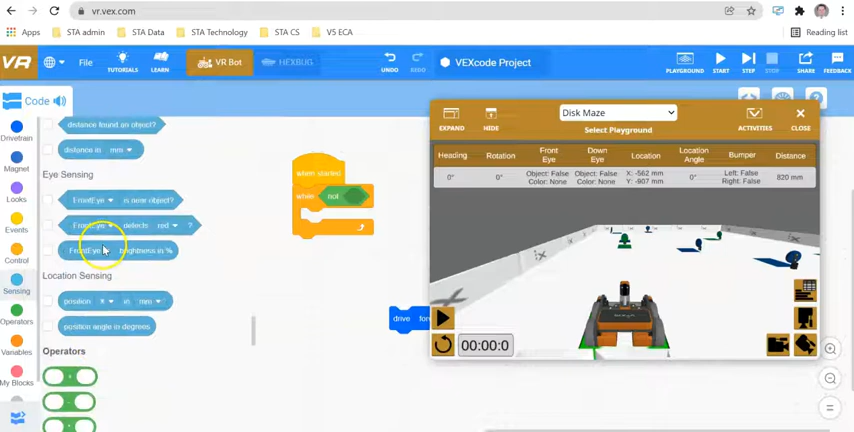 vr.vex.com
Apps STA admin STA Data STA Technology CSV V5 ECA Reading list
VR File TUTORIALS LEARN VR Bot HEXBUG UNDO REDO VEXcode Project PLAYGROUND START STEP STOP SHARE FEEDBACK
Code
EXPAND HIDE Disk Maze ACTIVITIES CLOSE
Select Playground
Drivetrain
Magnet
Looks
Events
Control
Sensing
Operators
Variables
My Blocks
distance found an object?
distance in mm
Eye Sensing
FrontEye is near object?
FrontEye detects red ?
FrontEye brightness in %
Location Sensing
position X in mm
position angle in degrees
Operators
+
-
when started
while not
drive for
Heading Rotation Front Eye Down Eye Location Location Angle Bumper Distance
0° 0° Object: False Color: None Object: False Color: None X: -562 mm Y: -907 mm 0° Left: False Right: False 820 mm
00:00:0